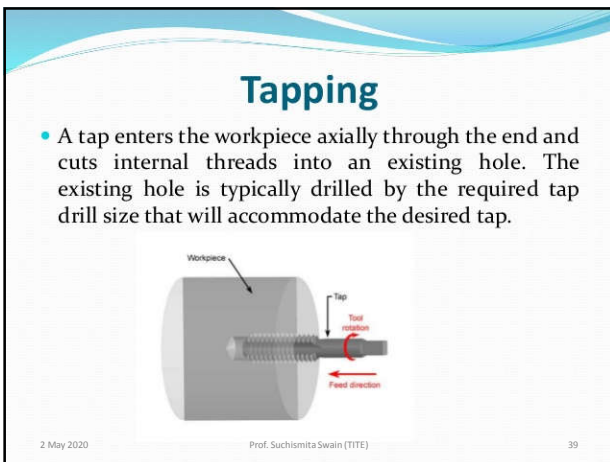 Tapping
• A tap enters the workpiece axially through the end and
cuts internal threads into an existing hole. The
existing hole is typically drilled by the required tap
drill size that will accommodate the desired tap.
Workpiece
Tap
Tool
rotation
Feed direction
2 May 2020
Prof. Suchismita Swain (TITE)
39